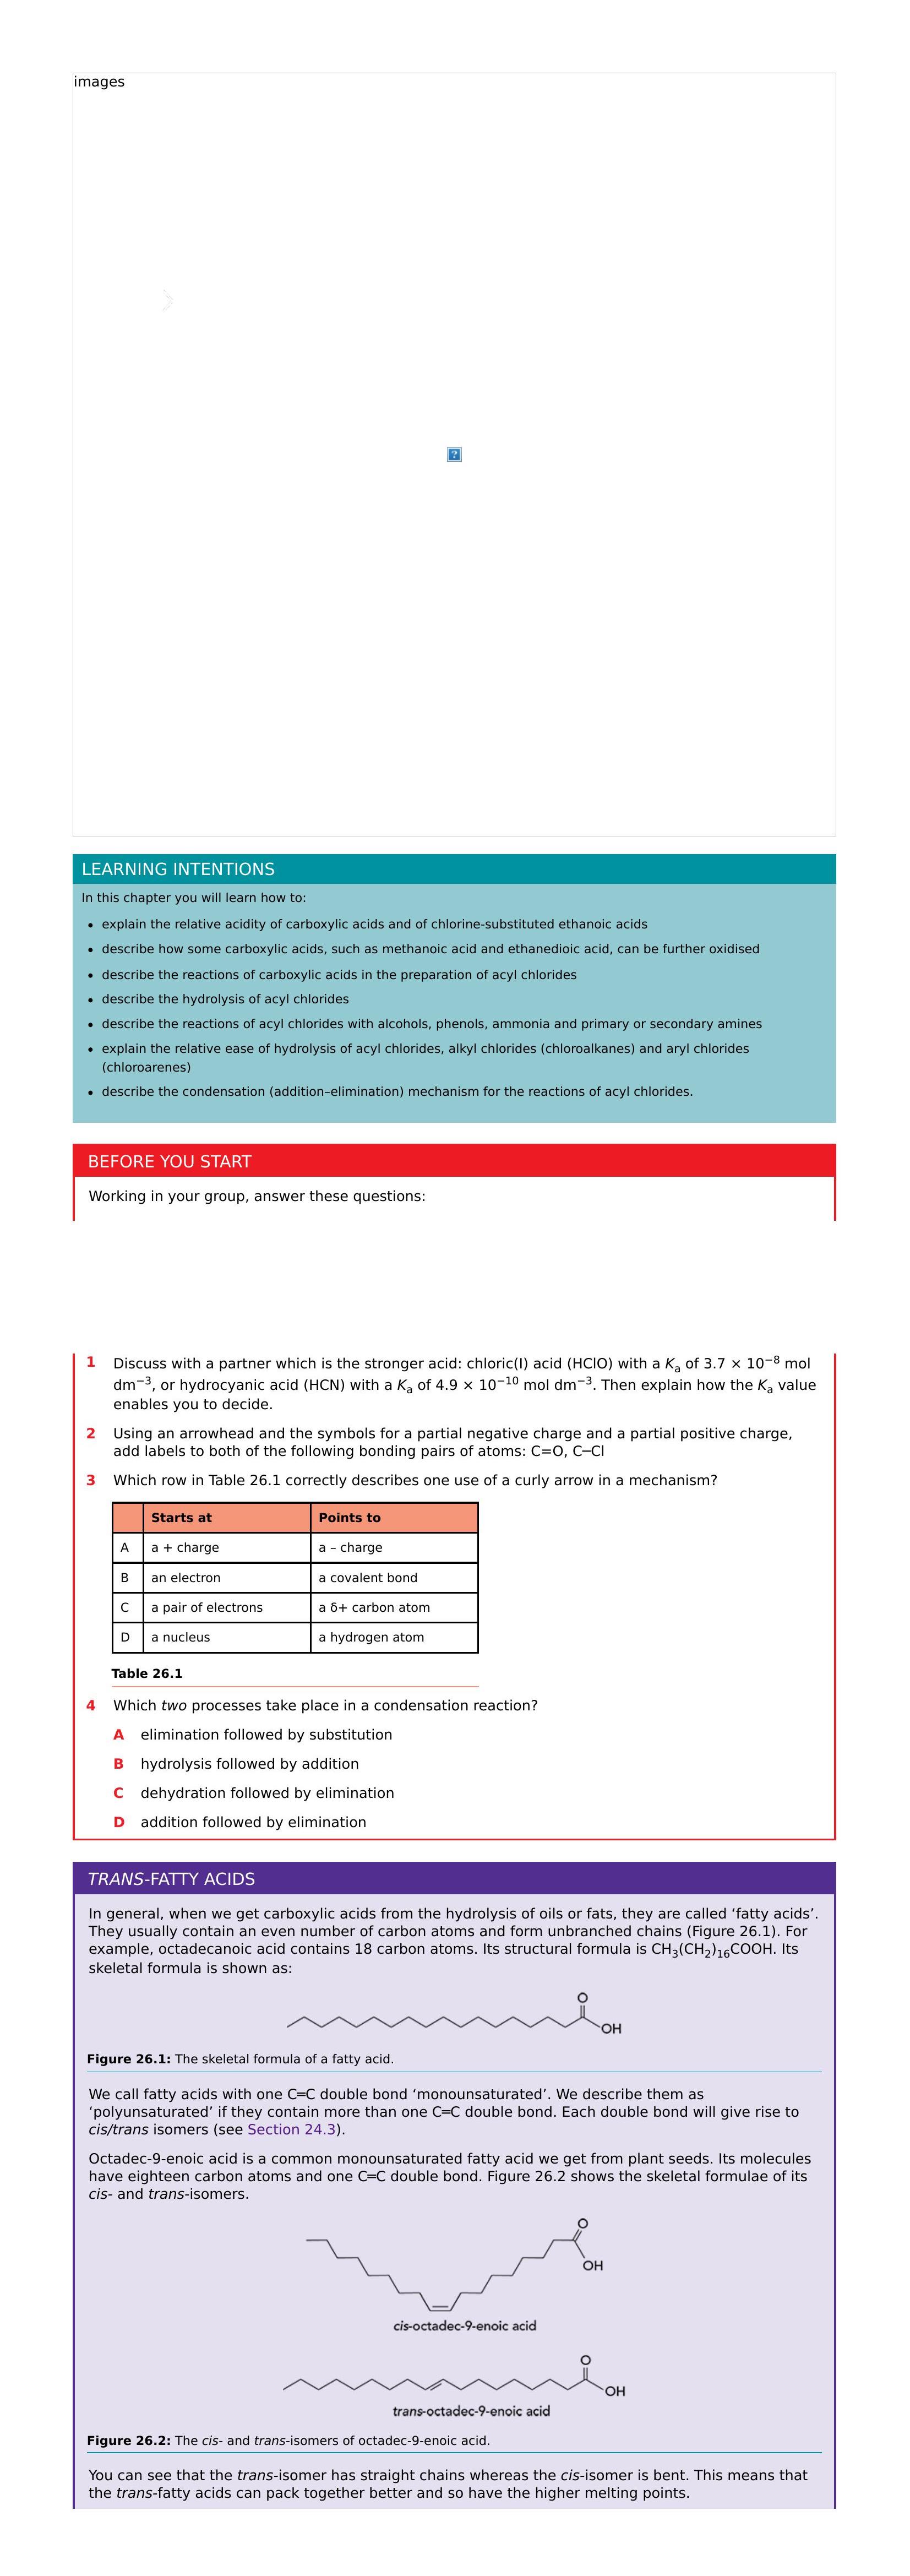 images
LEARNING INTENTIONS
In this chapter you will learn how to:
• explain the relative acidity of carboxylic acids and of chlorine-substituted ethanoic acids
• describe how some carboxylic acids, such as methanoic acid and ethanedioic acid, can be further oxidised
• describe the reactions of carboxylic acids in the preparation of acyl chlorides
• describe the hydrolysis of acyl chlorides
• describe the reactions of acyl chlorides with alcohols, phenols, ammonia and primary or secondary amines
• explain the relative ease of hydrolysis of acyl chlorides, alkyl chlorides (chloroalkanes) and aryl chlorides
(chloroarenes)
• describe the condensation (addition–elimination) mechanism for the reactions of acyl chlorides.
BEFORE YOU START
Working in your group, answer these questions:
1 Discuss with a partner which is the stronger acid: chloric(I) acid (HClO) with a Kₐ of 3.7 × 10⁻⁸ mol
dm⁻³, or hydrocyanic acid (HCN) with a Kₐ of 4.9 × 10⁻¹⁰ mol dm⁻³. Then explain how the Kₐ value
enables you to decide.
2 Using an arrowhead and the symbols for a partial negative charge and a partial positive charge,
add labels to both of the following bonding pairs of atoms: C=O, C─Cl
3 Which row in Table 26.1 correctly describes one use of a curly arrow in a mechanism?
Starts at Points to
A a + charge a – charge
B an electron a covalent bond
C a pair of electrons a δ+ carbon atom
D a nucleus a hydrogen atom
Table 26.1
4 Which two processes take place in a condensation reaction?
A elimination followed by substitution
B hydrolysis followed by addition
C dehydration followed by elimination
D addition followed by elimination
TRANS-FATTY ACIDS
In general, when we get carboxylic acids from the hydrolysis of oils or fats, they are called ‘fatty acids’.
They usually contain an even number of carbon atoms and form unbranched chains (Figure 26.1). For
example, octadecanoic acid contains 18 carbon atoms. Its structural formula is CH₃(CH₂)₁₆COOH. Its
skeletal formula is shown as:
O
OH
Figure 26.1: The skeletal formula of a fatty acid.
We call fatty acids with one C═C double bond ‘monounsaturated’. We describe them as
‘polyunsaturated’ if they contain more than one C═C double bond. Each double bond will give rise to
cis/trans isomers (see Section 24.3).
Octadec-9-enoic acid is a common monounsaturated fatty acid we get from plant seeds. Its molecules
have eighteen carbon atoms and one C═C double bond. Figure 26.2 shows the skeletal formulae of its
cis- and trans-isomers.
O
OH
cis-octadec-9-enoic acid
O
OH
trans-octadec-9-enoic acid
Figure 26.2: The cis- and trans-isomers of octadec-9-enoic acid.
You can see that the trans-isomer has straight chains whereas the cis-isomer is bent. This means that
the trans-fatty acids can pack together better and so have the higher melting points.